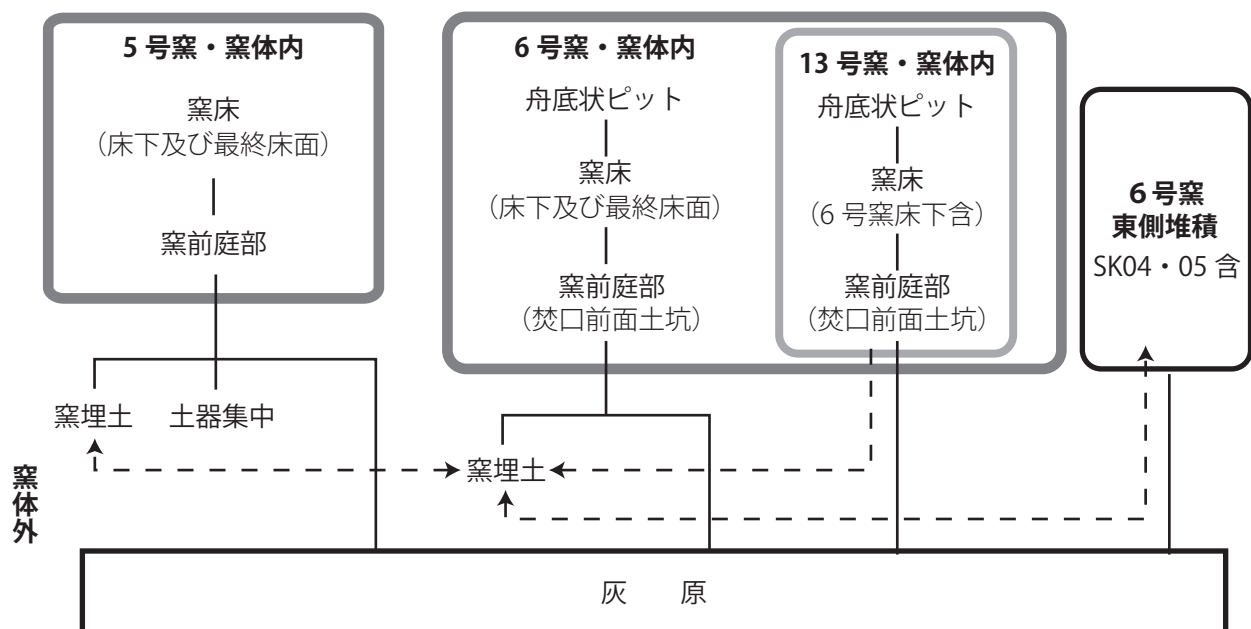 5号窯・窯体内
窯床
（床下及び最終床面）
窯前庭部
6号窯・窯体内
舟底状ピット
窯床
（床下及び最終床面）
窯前庭部
（焚口前面土坑）
13号窯・窯体内
舟底状ピット
窯床
（6号窯床下含）
窯前庭部
（焚口前面土坑）
6号窯
東側堆積
SK04・05含
窯埋土
土器集中
窯埋土
窯体外
灰　原